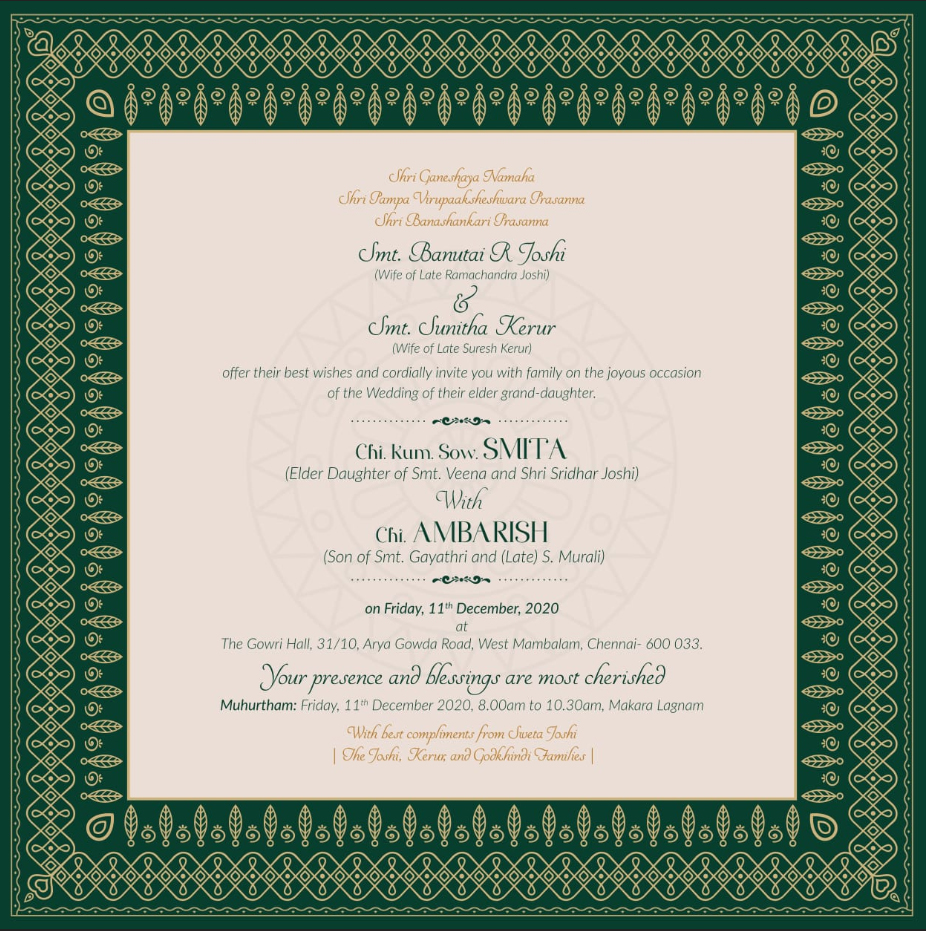 Shri Ganeshaya Namaha
Shri Pampa Virupaaksheshwara Prasanna
Shri Banashankari Prasanna
Smt. Banutai R Joshi
(Wife of Late Ramachandra Joshi)
&
Smt. Sunitha Kerur
(Wife of Late Suresh Kerur)
offer their best wishes and cordially invite you with family on the joyous occasion
of the Wedding of their elder grand-daughter.
Chi. Kum. Sow. SMITA
(Elder Daughter of Smt. Veena and Shri Sridhar Joshi)
With
Chi. AMBARISH
(Son of Smt. Gayathri and (Late) S. Murali)
on Friday, 11th December, 2020
at
The Gowri Hall, 31/10, Arya Gowda Road, West Mambalam, Chennai- 600 033.
Your presence and blessings are most cherished
Muhurtham: Friday, 11th December 2020, 8.00am to 10.30am, Makara Lagnam
With best compliments from Sweta Joshi
| The Joshi, Kerur, and Godkhindi Families |